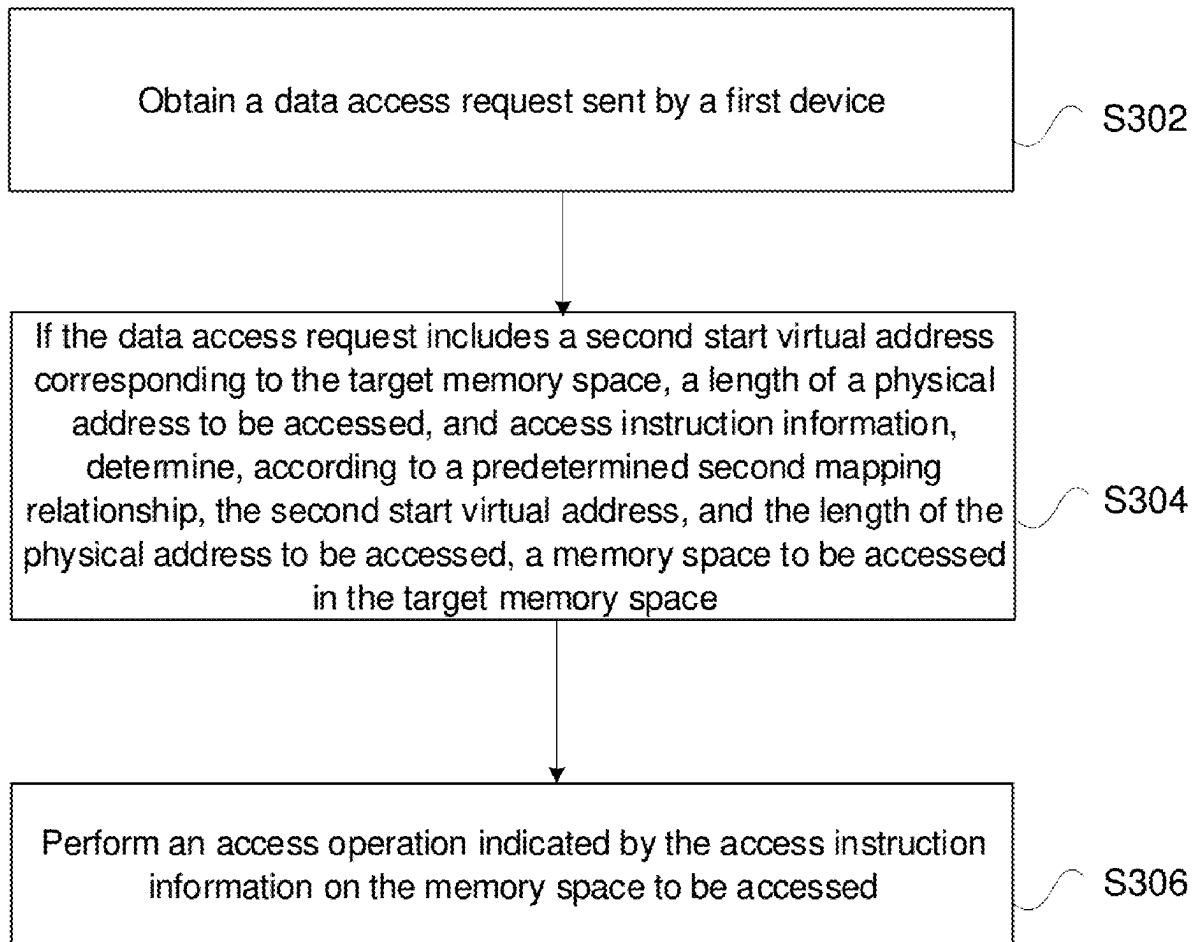 Obtain a data access request sent by a first device
S302
If the data access request includes a second start virtual address
corresponding to the target memory space, a length of a physical
address to be accessed, and access instruction information,
determine, according to a predetermined second mapping
relationship, the second start virtual address, and the length of the
physical address to be accessed, a memory space to be accessed
in the target memory space
S304
Perform an access operation indicated by the access instruction
information on the memory space to be accessed
S306